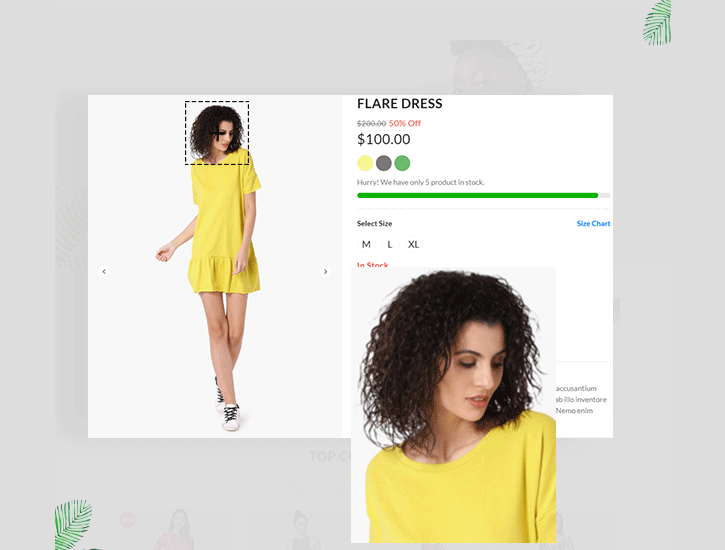 FLARE DRESS
$200.00 50% Off
$100.00
Hurry! We have only 5 product in stock.
Select Size Size Chart
M L XL
In Stock
accusantium
ab illo inventore
Nemo enim
TOP